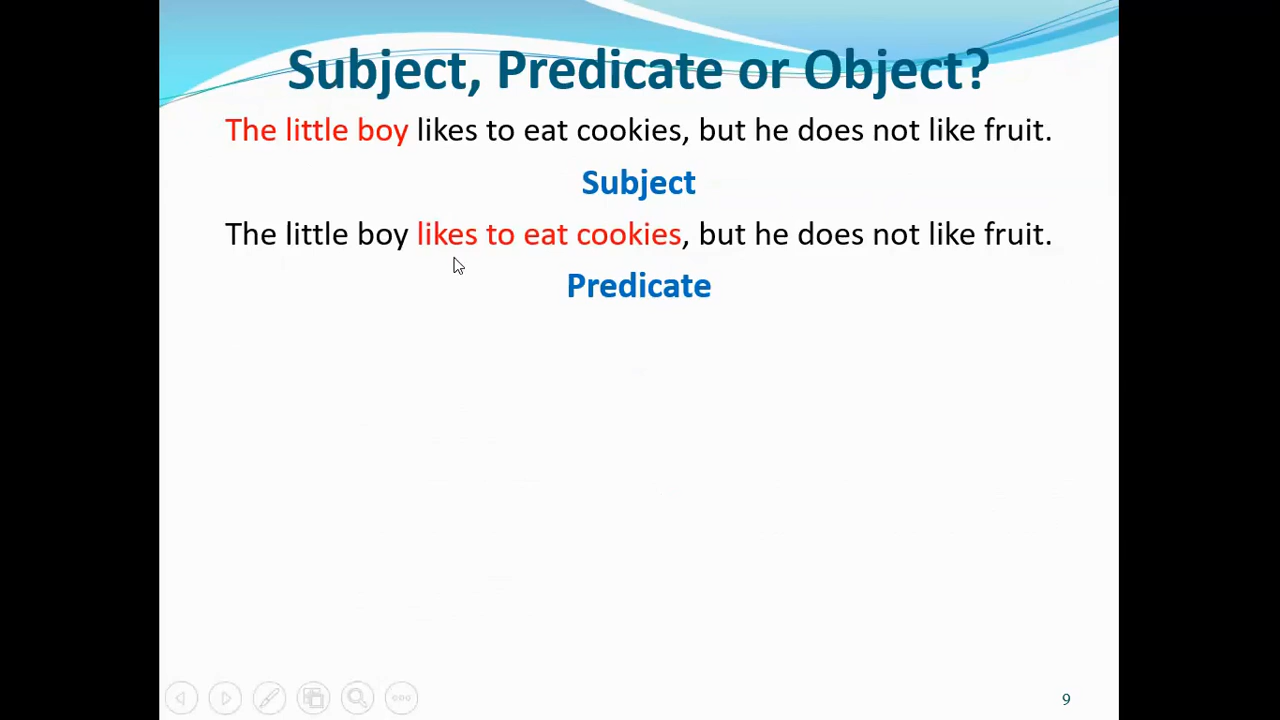 Subject, Predicate or Object?
The little boy likes to eat cookies, but he does not like fruit.
Subject
The little boy likes to eat cookies, but he does not like fruit.
Predicate
9